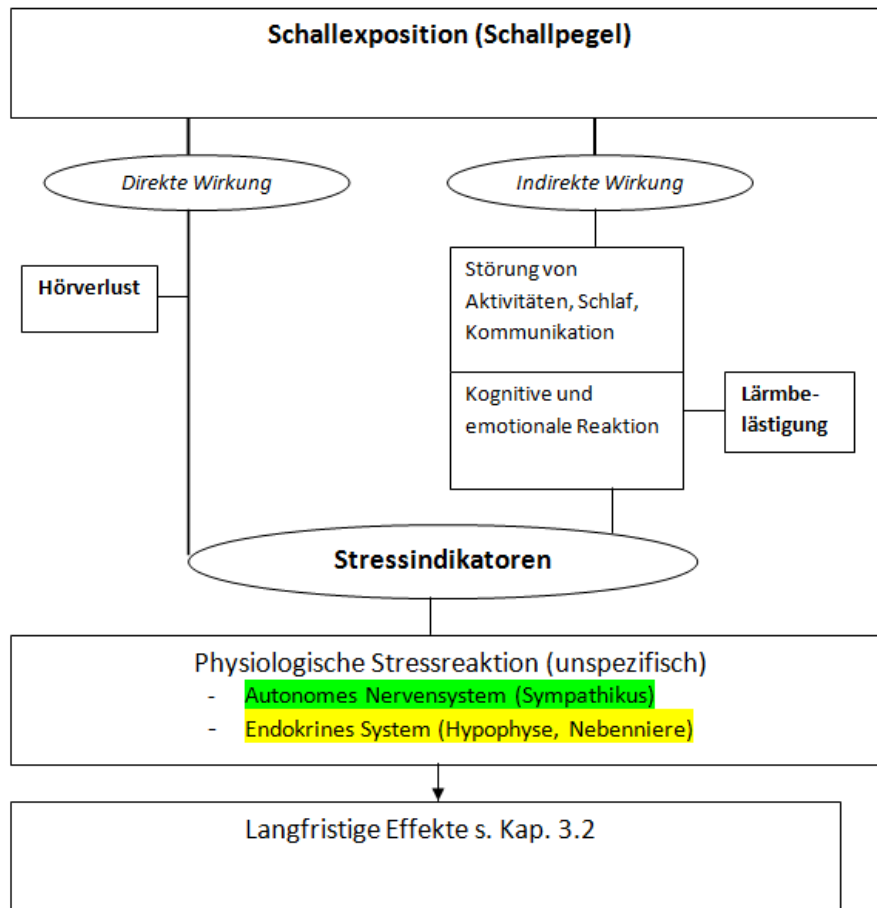 Schallexposition (Schallpegel)
Direkte Wirkung
Indirekte Wirkung
Hörverlust
Störung von
Aktivitäten, Schlaf,
Kommunikation
Kognitive und
emotionale Reaktion
Lärmbe-
lästigung
Stressindikatoren
Physiologische Stressreaktion (unspezifisch)
- Autonomes Nervensystem (Sympathikus)
- Endokrines System (Hypophyse, Nebenniere)
Langfristige Effekte s. Kap. 3.2